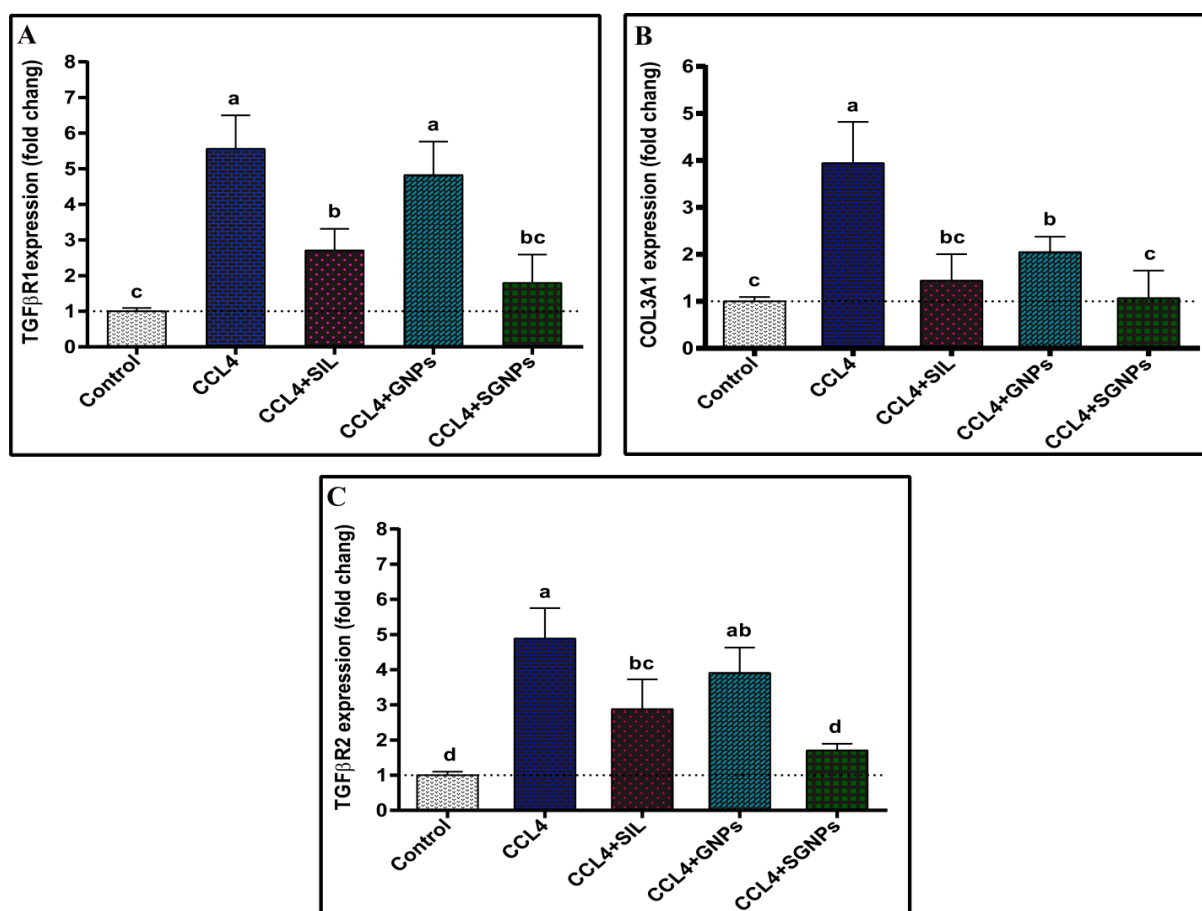 A
TGFβR1expression (fold chang)
8
7
6
5
4
3
2
1
0
c
a
b
a
bc
Control
CCL4
CCL4+SIL
CCL4+GNPs
CCL4+SGNPs
B
COL3A1 expression (fold chang)
6
5
4
3
2
1
0
c
a
bc
b
c
Control
CCL4
CCL4+SIL
CCL4+GNPs
CCL4+SGNPs
C
TGFβR2 expression (fold chang)
8
7
6
5
4
3
2
1
0
d
a
bc
ab
d
Control
CCL4
CCL4+SIL
CCL4+GNPs
CCL4+SGNPs